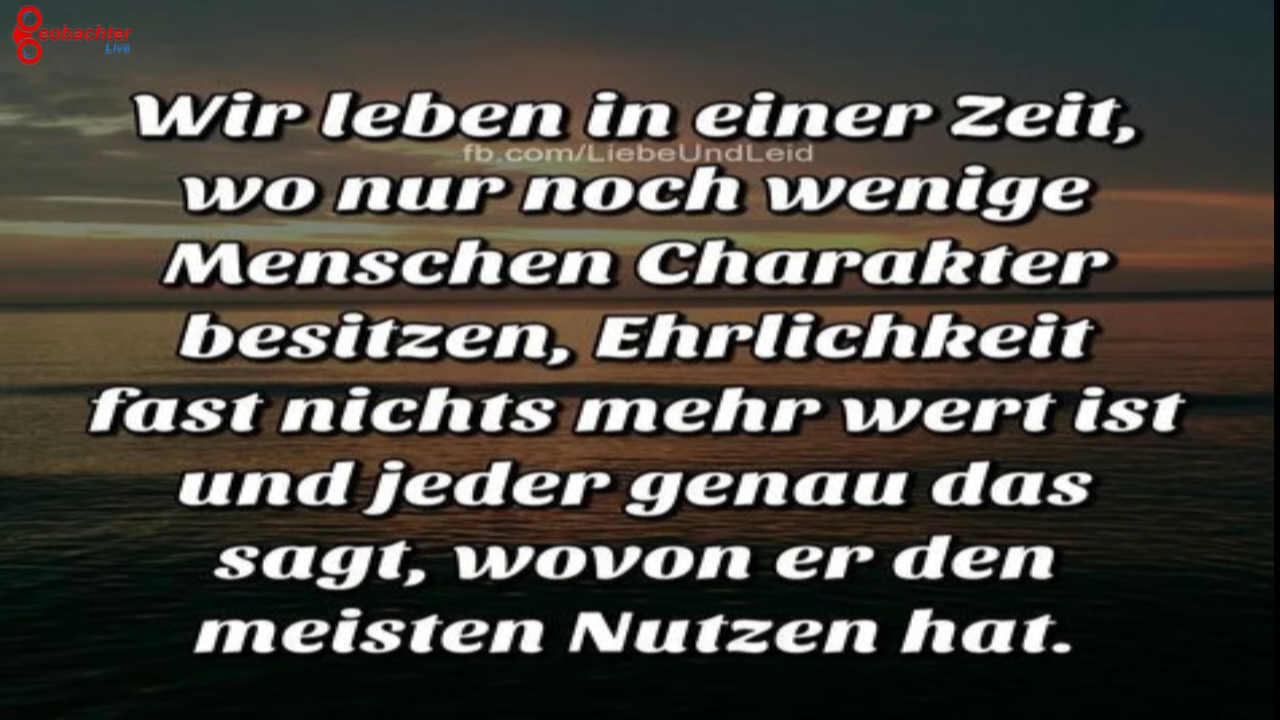 Beobachter
Live
Wir leben in einer Zeit,
fb.com/LiebeUndLeid
wo nur noch wenige
Menschen Charakter
besitzen, Ehrlichkeit
fast nichts mehr wert ist
und jeder genau das
sagt, wovon er den
meisten Nutzen hat.